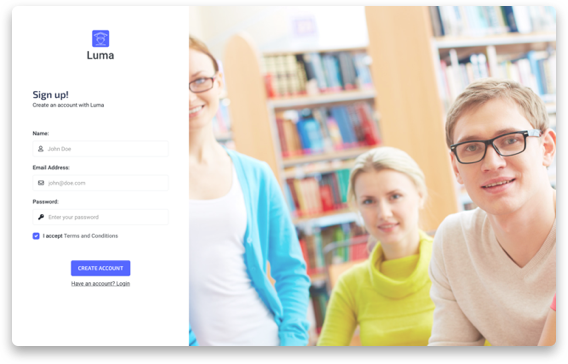 Luma
Sign up!
Create an account with Luma
Name:
John Doe
Email Address:
john@doe.com
Password:
Enter your password
I accept Terms and Conditions
CREATE ACCOUNT
Have an account? Login